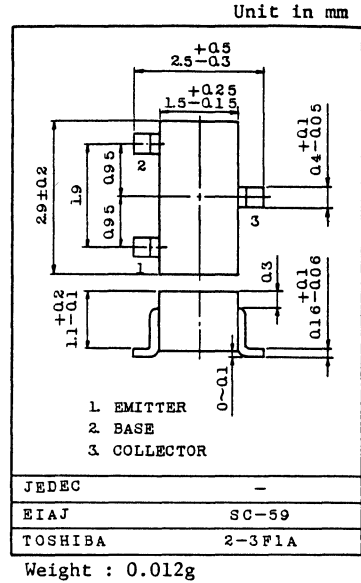 Unit in mm
+0.5
2.5-0.3
+0.25
1.5-0.15
+0.1
0.4-0.05
2.9±0.2
1.9
0.95
0.95
2
3
1
+0.2
1.1-0.1
0.3
+0.1
0.16-0.06
0~0.1
1. EMITTER
2. BASE
3. COLLECTOR
JEDEC —
EIAJ SC-59
TOSHIBA 2-3F1A
Weight : 0.012g